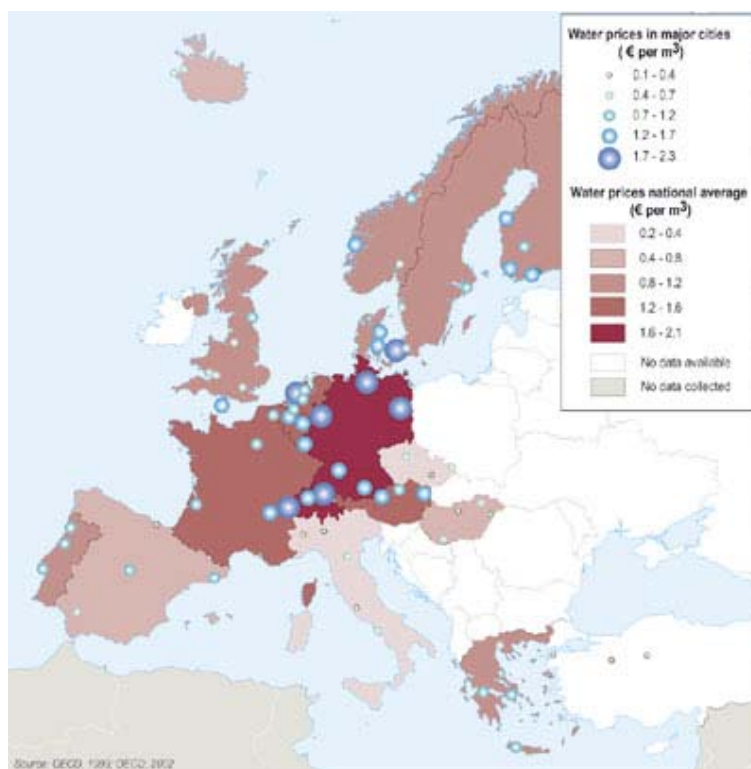 Water prices in major cities
( € per m3)
0.1 - 0.4
0.4 - 0.7
0.7 - 1.2
1.2 - 1.7
1.7 - 2.3
Water prices national average
(€ per m3)
0.2 - 0.4
0.4 - 0.8
0.8 - 1.2
1.2 - 1.6
1.6 - 2.1
No data available
No data collected
Source: OECD, 1999; OECD, 2002